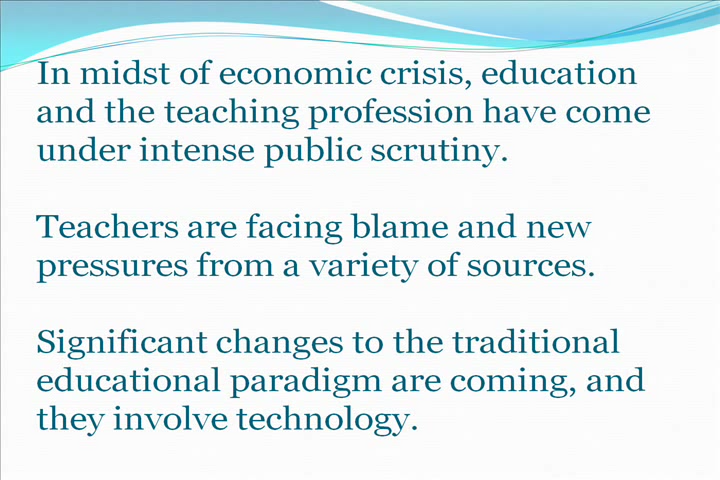 In midst of economic crisis, education
and the teaching profession have come
under intense public scrutiny.
Teachers are facing blame and new
pressures from a variety of sources.
Significant changes to the traditional
educational paradigm are coming, and
they involve technology.